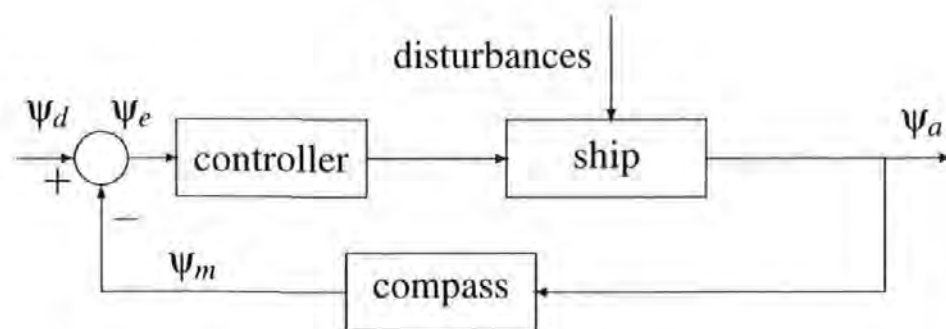 disturbances
ψd
ψe
ψa
+
controller
ship
−
ψm
compass